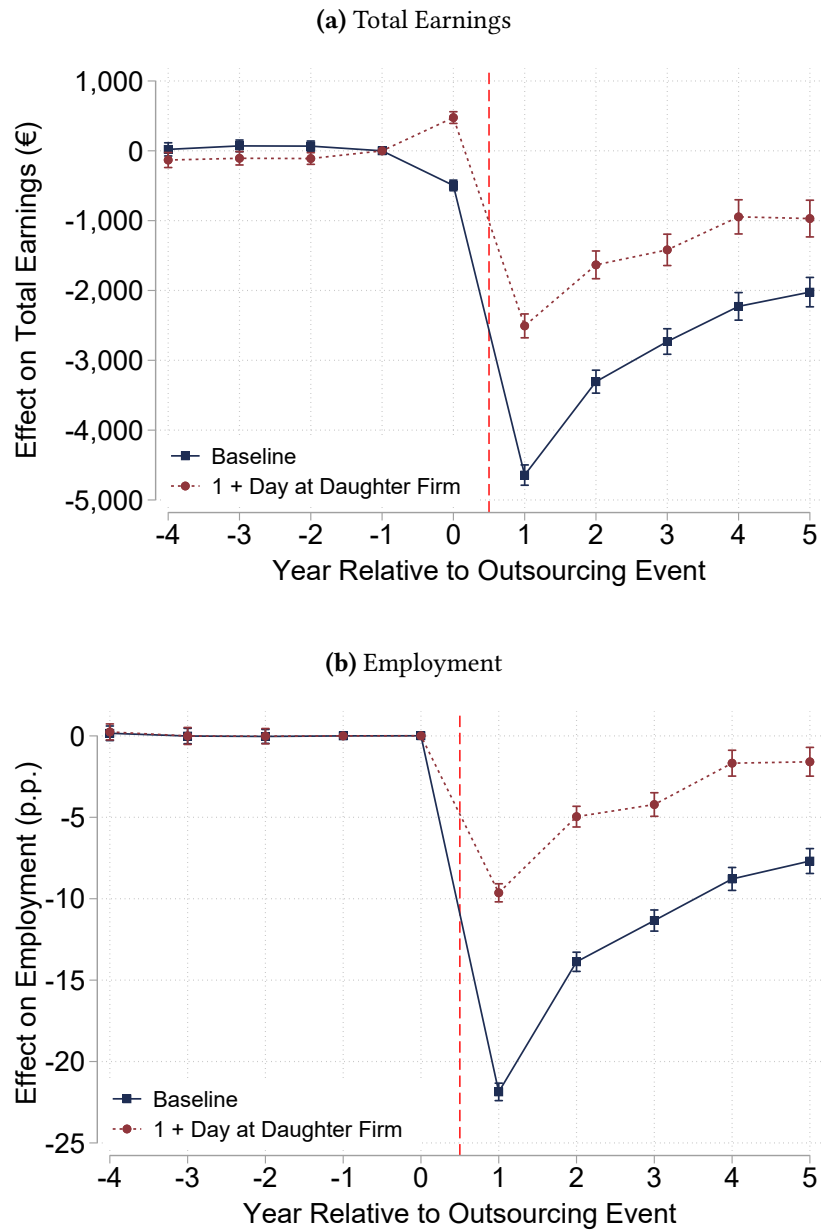 (a) Total Earnings
1,000
0
-1,000
-2,000
-3,000
-4,000
-5,000
Effect on Total Earnings (€)
Baseline
1 + Day at Daughter Firm
-4 -3 -2 -1 0 1 2 3 4 5
Year Relative to Outsourcing Event
(b) Employment
0
-5
-10
-15
-20
-25
Effect on Employment (p.p.)
Baseline
1 + Day at Daughter Firm
-4 -3 -2 -1 0 1 2 3 4 5
Year Relative to Outsourcing Event